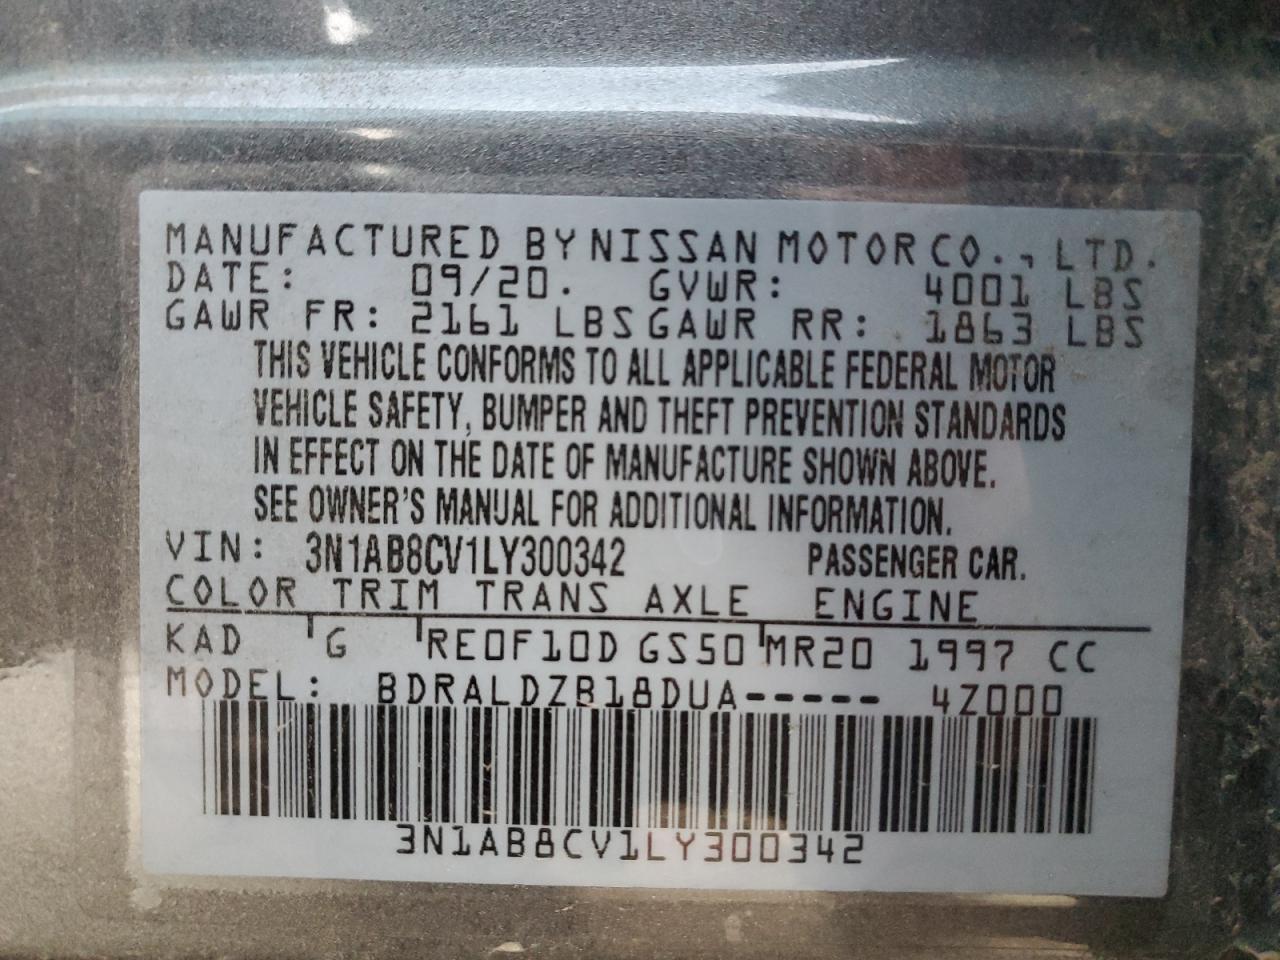 MANUFACTURED BY NISSAN MOTOR CO., LTD.
DATE: 09/20. GVWR: 4001 LBS
GAWR FR: 2161 LBS GAWR RR: 1863 LBS
THIS VEHICLE CONFORMS TO ALL APPLICABLE FEDERAL MOTOR
VEHICLE SAFETY, BUMPER AND THEFT PREVENTION STANDARDS
IN EFFECT ON THE DATE OF MANUFACTURE SHOWN ABOVE.
SEE OWNER'S MANUAL FOR ADDITIONAL INFORMATION.
VIN: 3N1AB8CV1LY300342 PASSENGER CAR.
COLOR TRIM TRANS AXLE ENGINE
KAD G RE0F10D GS50 MR20 1997 CC
MODEL: BDRALDZB18DUA----- 4Z000
3N1AB8CV1LY300342